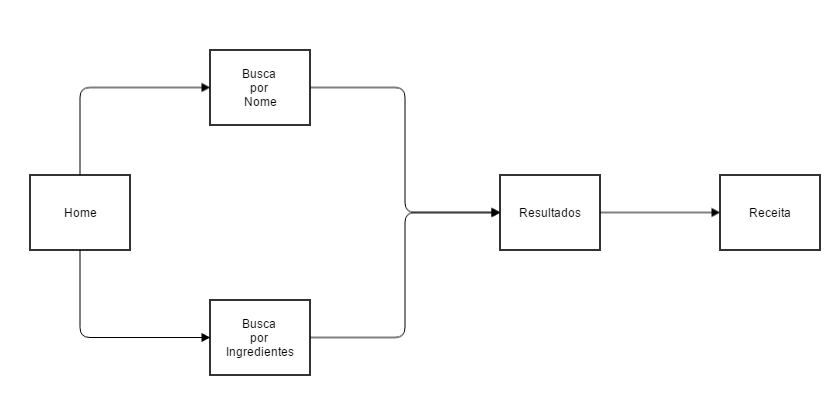 Busca
por
Nome
Home
Resultados
Receita
Busca
por
Ingredientes